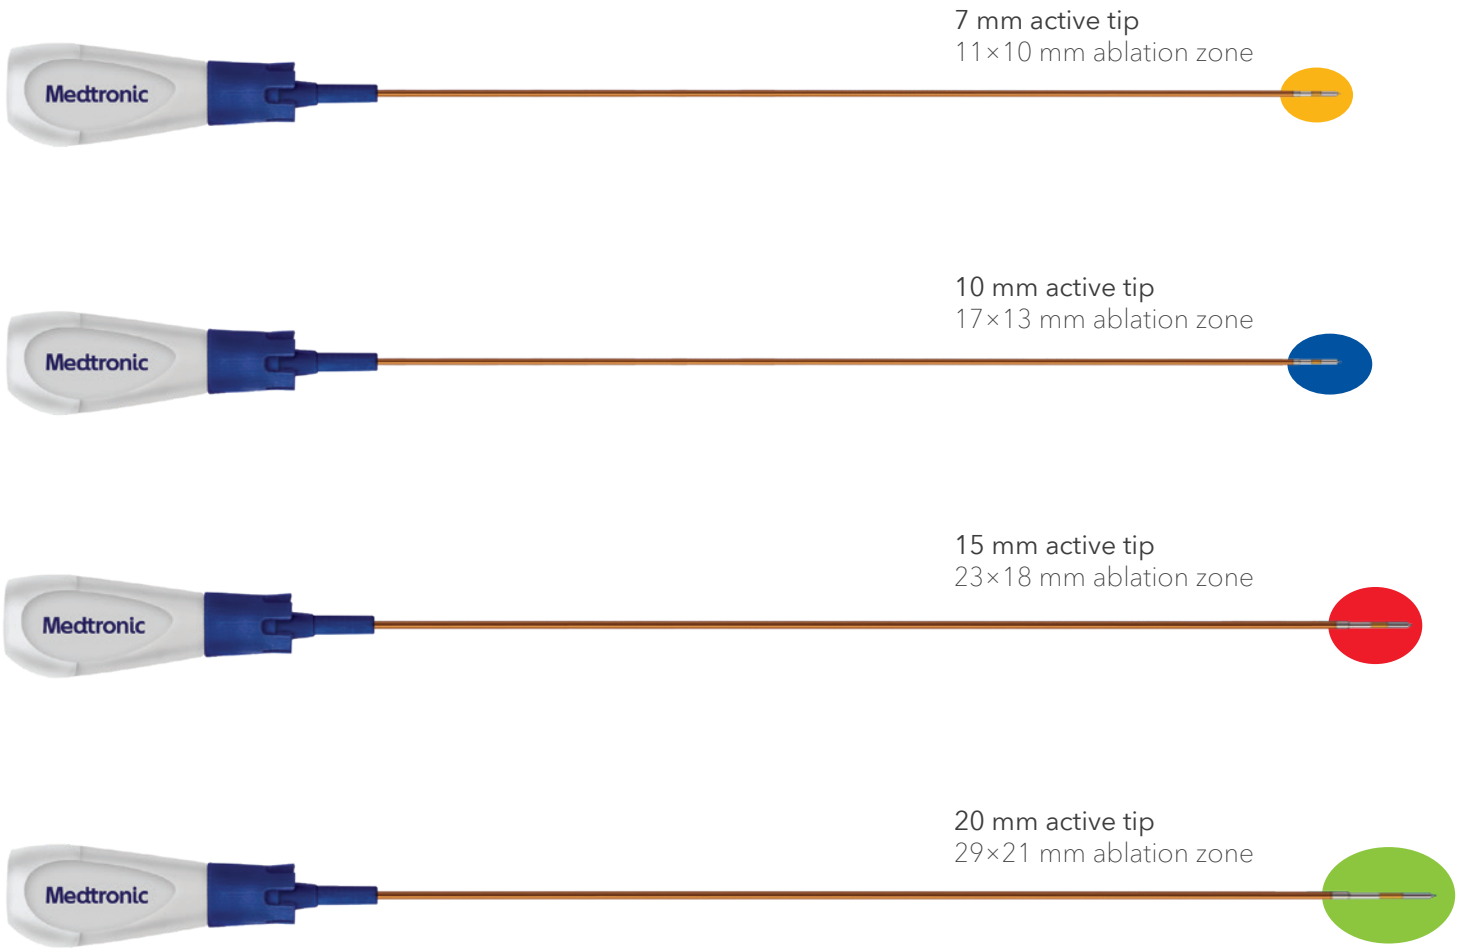 7 mm active tip
11×10 mm ablation zone
Medtronic
10 mm active tip
17×13 mm ablation zone
Medtronic
15 mm active tip
23×18 mm ablation zone
Medtronic
20 mm active tip
29×21 mm ablation zone
Medtronic